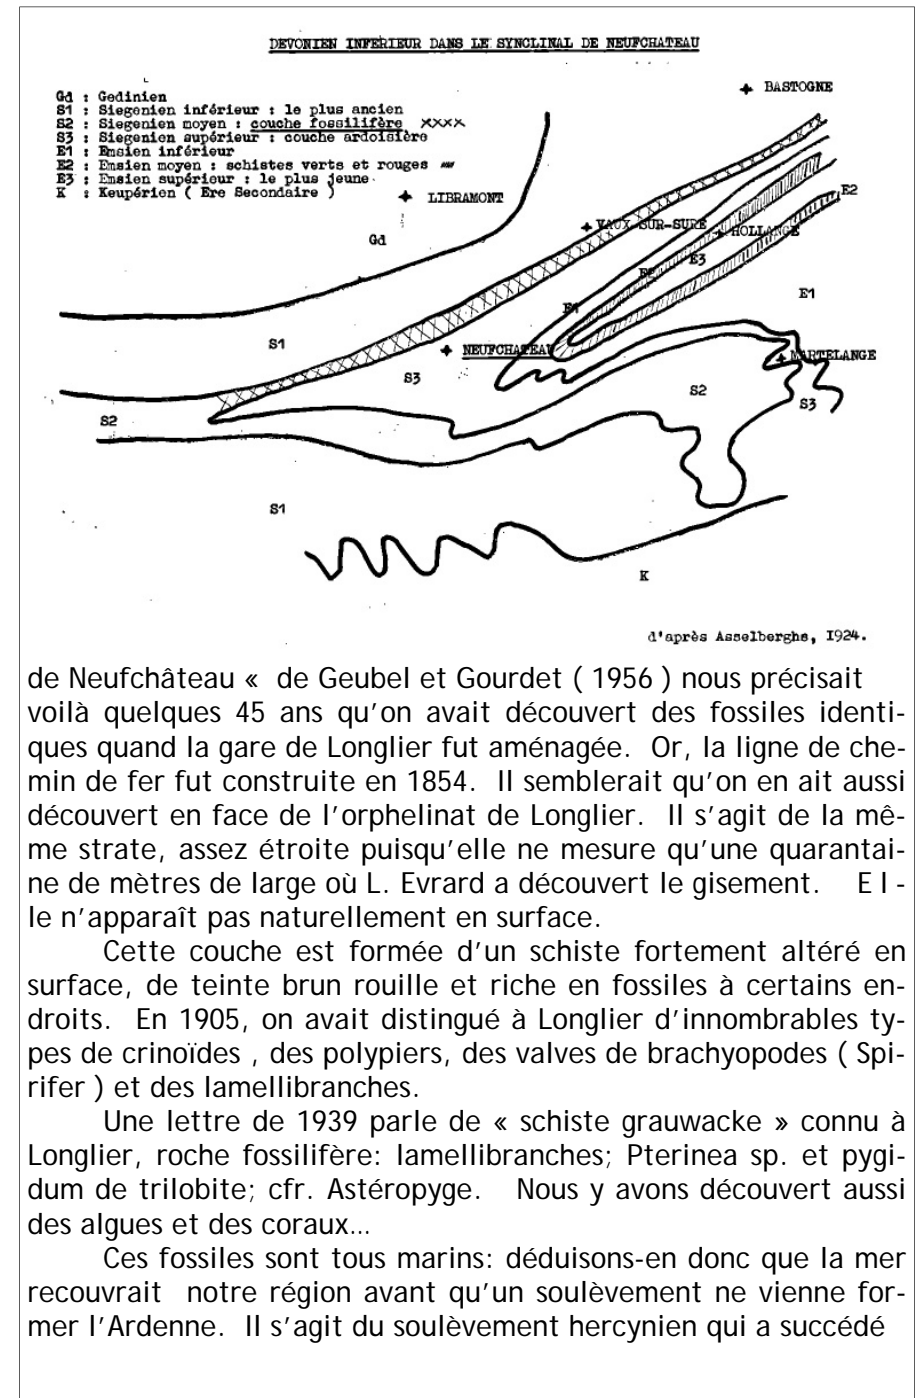 DEVONIEN INFERIEUR DANS LE SYNCLINAL DE NEUFCHATEAU
BASTOGNE
Gd : Gedinien
S1 : Siegenien inférieur : le plus ancien
S2 : Siegenien moyen : couche fossilifère xxxx
S3 : Siegenien supérieur : couche ardoisière
E1 : Emsien inférieur
E2 : Emsien moyen : schistes verts et rouges
E3 : Emsien supérieur : le plus jeune
K : Keupérien ( Ere Secondaire )
LIBRAMONT
E2
VAUX-SUR-SURE
HOLLANGE
Gd
E3
E2
E1
E1
S1
NEUFCHATEAU
MARTELANGE
S3
S2
S3
S2
S1
K
d'après Asselberghs, 1924.
de Neufchâteau « de Geubel et Gourdet ( 1956 ) nous précisait
voilà quelques 45 ans qu’on avait découvert des fossiles identi-
ques quand la gare de Longlier fut aménagée. Or, la ligne de che-
min de fer fut construite en 1854. Il semblerait qu’on en ait aussi
découvert en face de l’orphelinat de Longlier. Il s’agit de la mê-
me strate, assez étroite puisqu’elle ne mesure qu’une quarantai-
ne de mètres de large où L. Evrard a découvert le gisement. E l -
le n’apparaît pas naturellement en surface.
Cette couche est formée d’un schiste fortement altéré en
surface, de teinte brun rouille et riche en fossiles à certains en-
droits. En 1905, on avait distingué à Longlier d’innombrables ty-
pes de crinoïdes , des polypiers, des valves de brachyopodes ( Spi-
rifer ) et des lamellibranches.
Une lettre de 1939 parle de « schiste grauwacke » connu à
Longlier, roche fossilifère: lamellibranches; Pterinea sp. et pygi-
dum de trilobite; cfr. Astéropyge. Nous y avons découvert aussi
des algues et des coraux…
Ces fossiles sont tous marins: déduisons-en donc que la mer
recouvrait notre région avant qu’un soulèvement ne vienne for-
mer l’Ardenne. Il s’agit du soulèvement hercynien qui a succédé